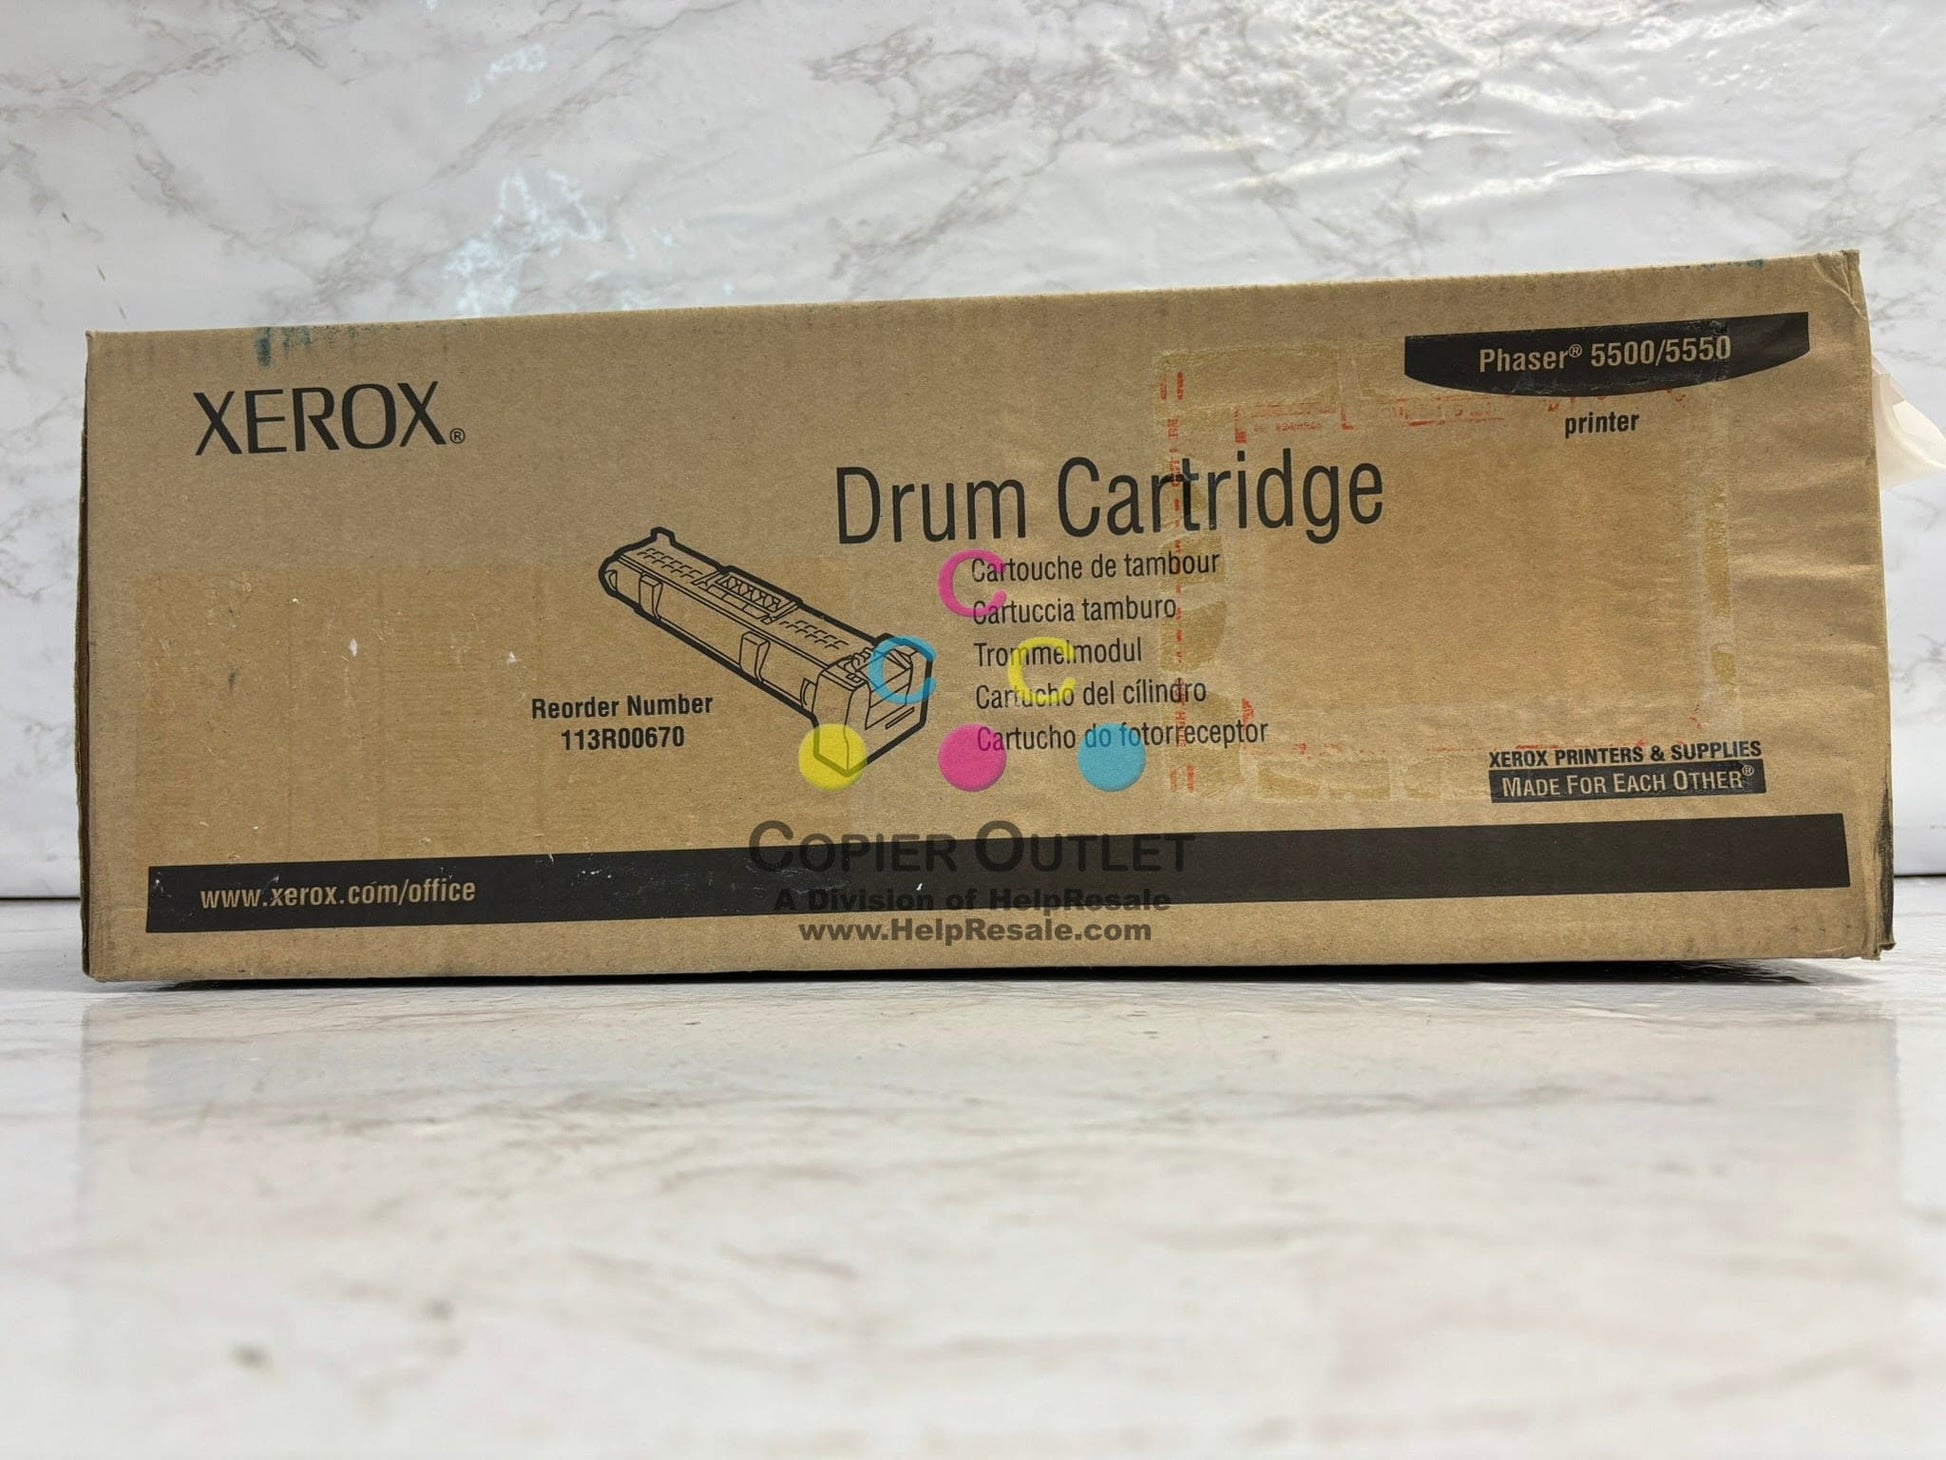 XEROX®
Phaser® 5500/5550
printer
Drum Cartridge
Cartouche de tambour
Cartuccia tamburo
Trommelmodul
Cartucho del cílindro
Cartucho do fotorreceptor
Reorder Number
113R00670
XEROX PRINTERS & SUPPLIES
MADE FOR EACH OTHER®
www.xerox.com/office
C
C C
COPIER OUTLET
A Division of HelpResale
www.HelpResale.com